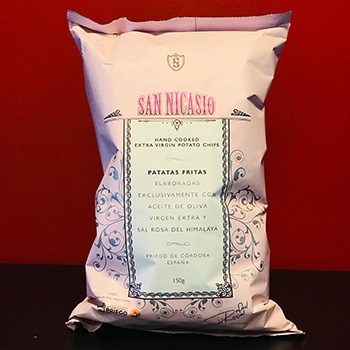 SAN NICASIO
HAND COOKED
EXTRA VIRGIN POTATO CHIPS
PATATAS FRITAS
ELABORADAS
EXCLUSIVAMENTE CON
ACEITE DE OLIVA
VIRGEN EXTRA Y
SAL ROSA DEL HIMALAYA
PRIEGO DE CÓRDOBA
ESPAÑA
150g